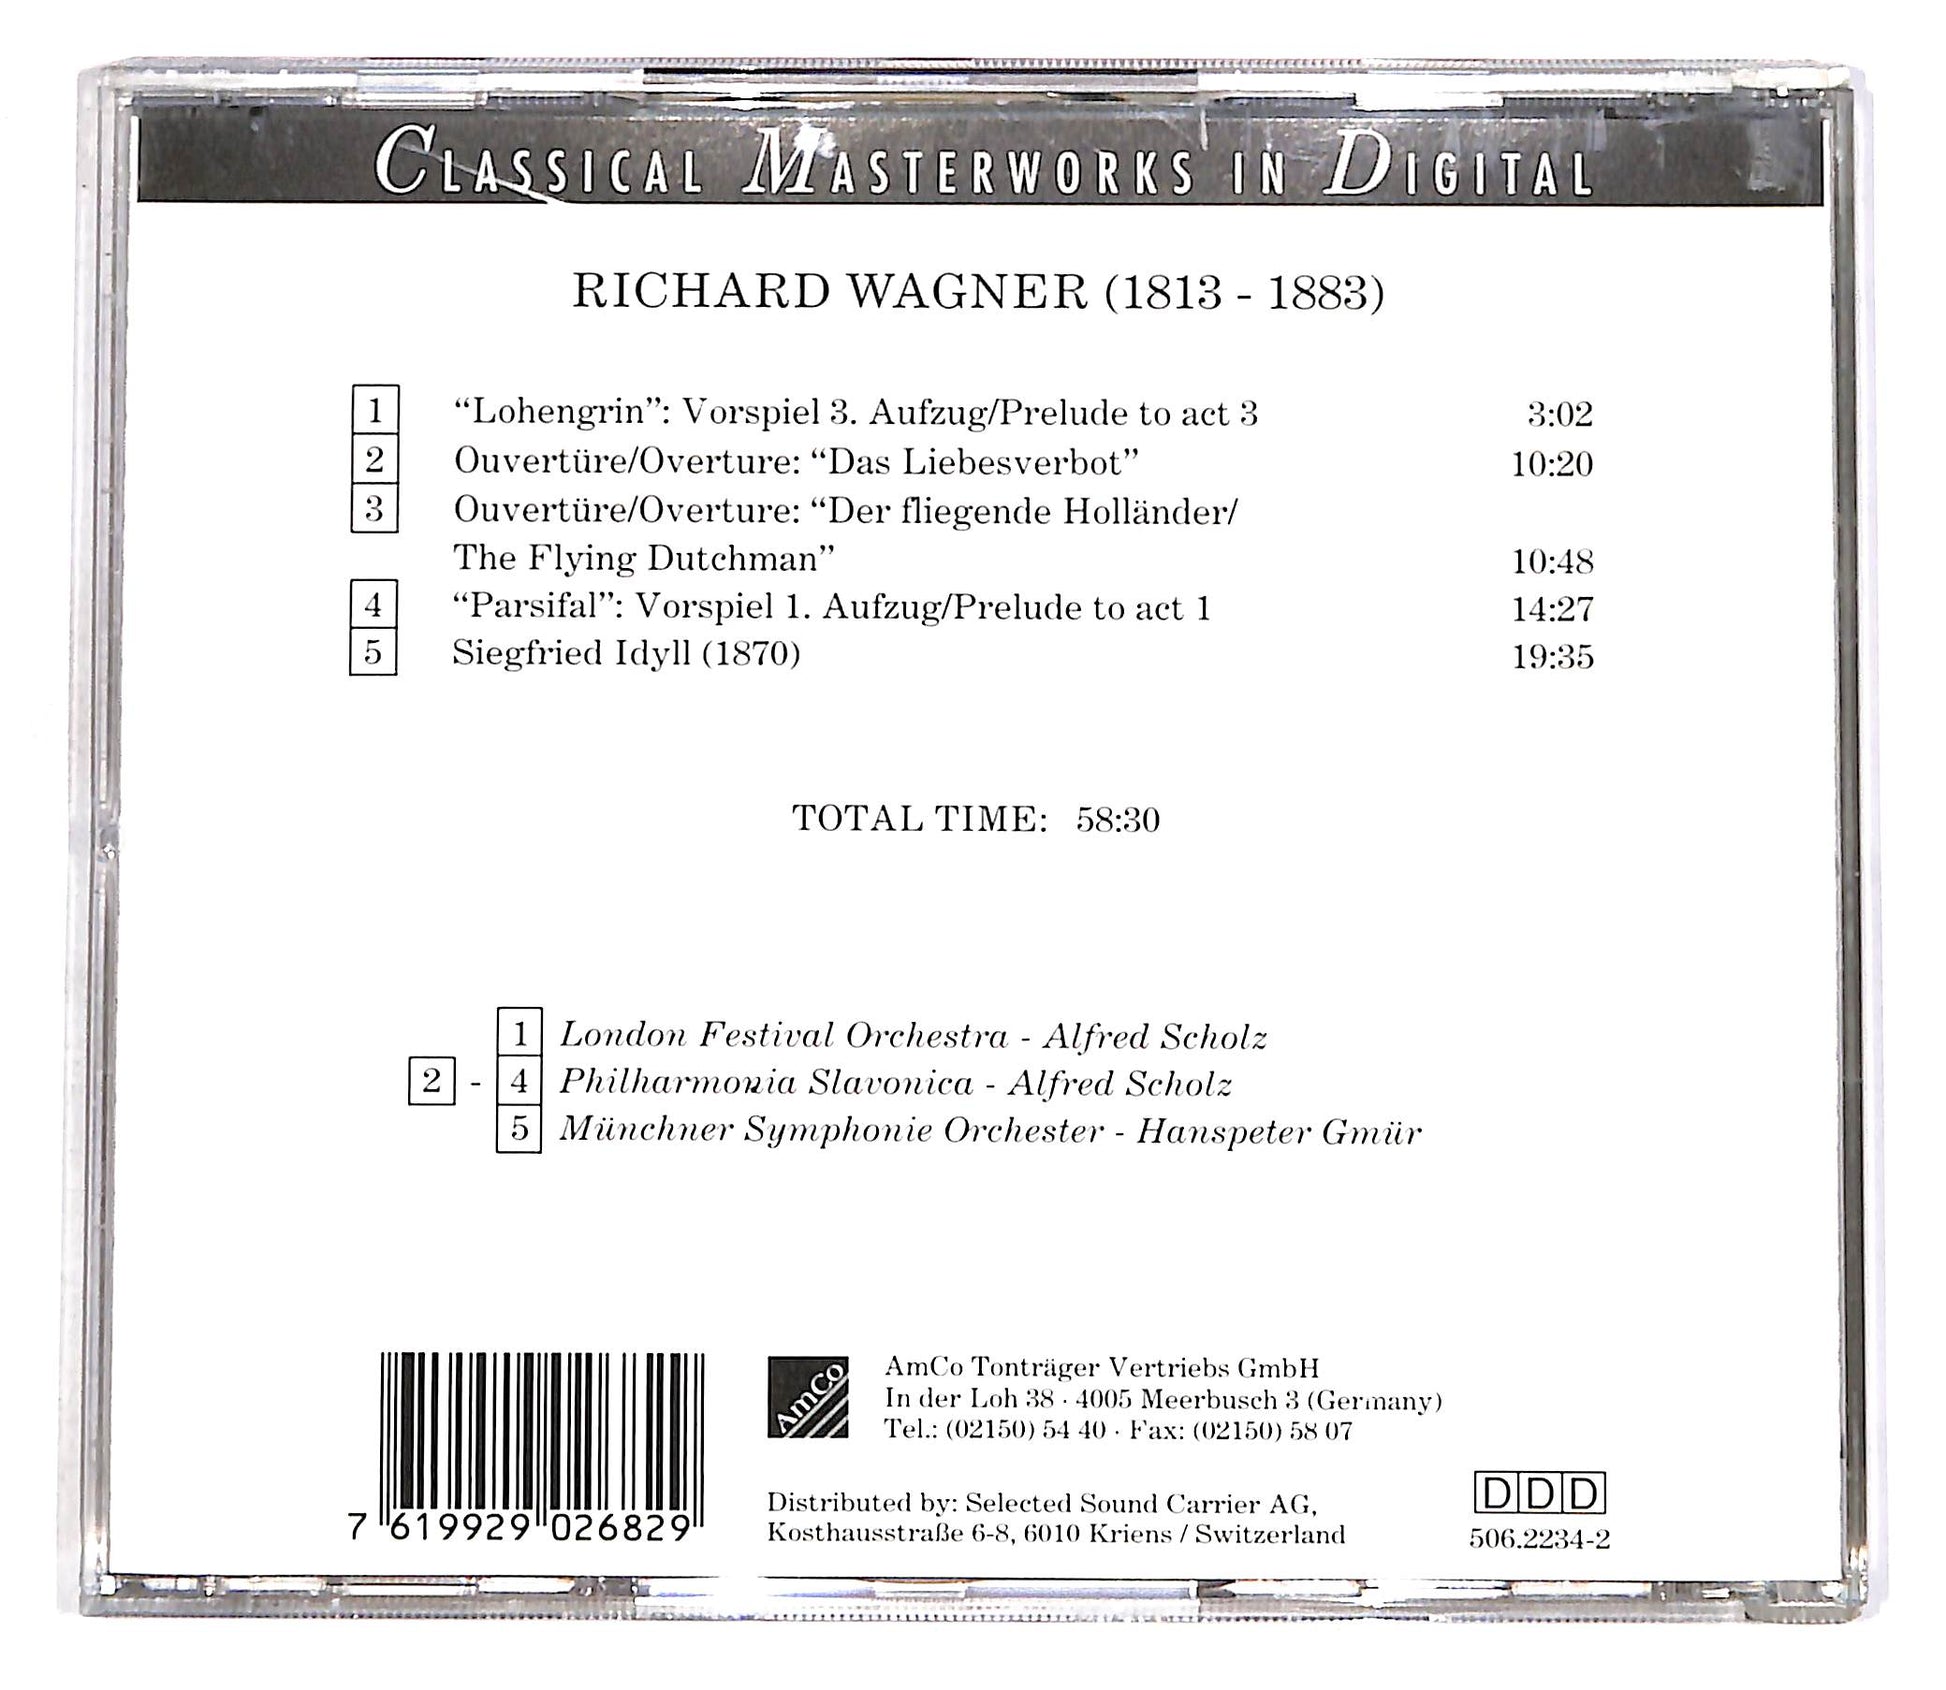 CLASSICAL MASTERWORKS IN DIGITAL
RICHARD WAGNER (1813 - 1883)
1 “Lohengrin”: Vorspiel 3. Aufzug/Prelude to act 3 3:02
2 Ouvertüre/Overture: “Das Liebesverbot” 10:20
3 Ouvertüre/Overture: “Der fliegende Holländer/
The Flying Dutchman” 10:48
4 “Parsifal”: Vorspiel 1. Aufzug/Prelude to act 1 14:27
5 Siegfried Idyll (1870) 19:35
TOTAL TIME: 58:30
1 London Festival Orchestra - Alfred Scholz
2 - 4 Philharmonia Slavonica - Alfred Scholz
5 Münchner Symphonie Orchester - Hanspeter Gmür
7 619929 026829
AmCo
AmCo Tonträger Vertriebs GmbH
In der Loh 38 · 4005 Meerbusch 3 (Germany)
Tel.: (02150) 54 40 · Fax: (02150) 58 07
Distributed by: Selected Sound Carrier AG,
Kosthausstraße 6-8, 6010 Kriens / Switzerland
DDD
506.2234-2